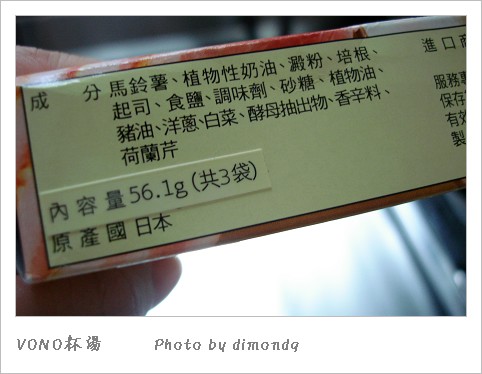 成分 馬鈴薯、植物性奶油、澱粉、培根、
起司、食鹽、調味劑、砂糖、植物油、
豬油、洋蔥、白菜、酵母抽出物、香辛料、
荷蘭芹
內容量 56.1g (共3袋)
原產國 日本
進口商
服務專
保存
有效
製
VONO杯湯 Photo by dimondq